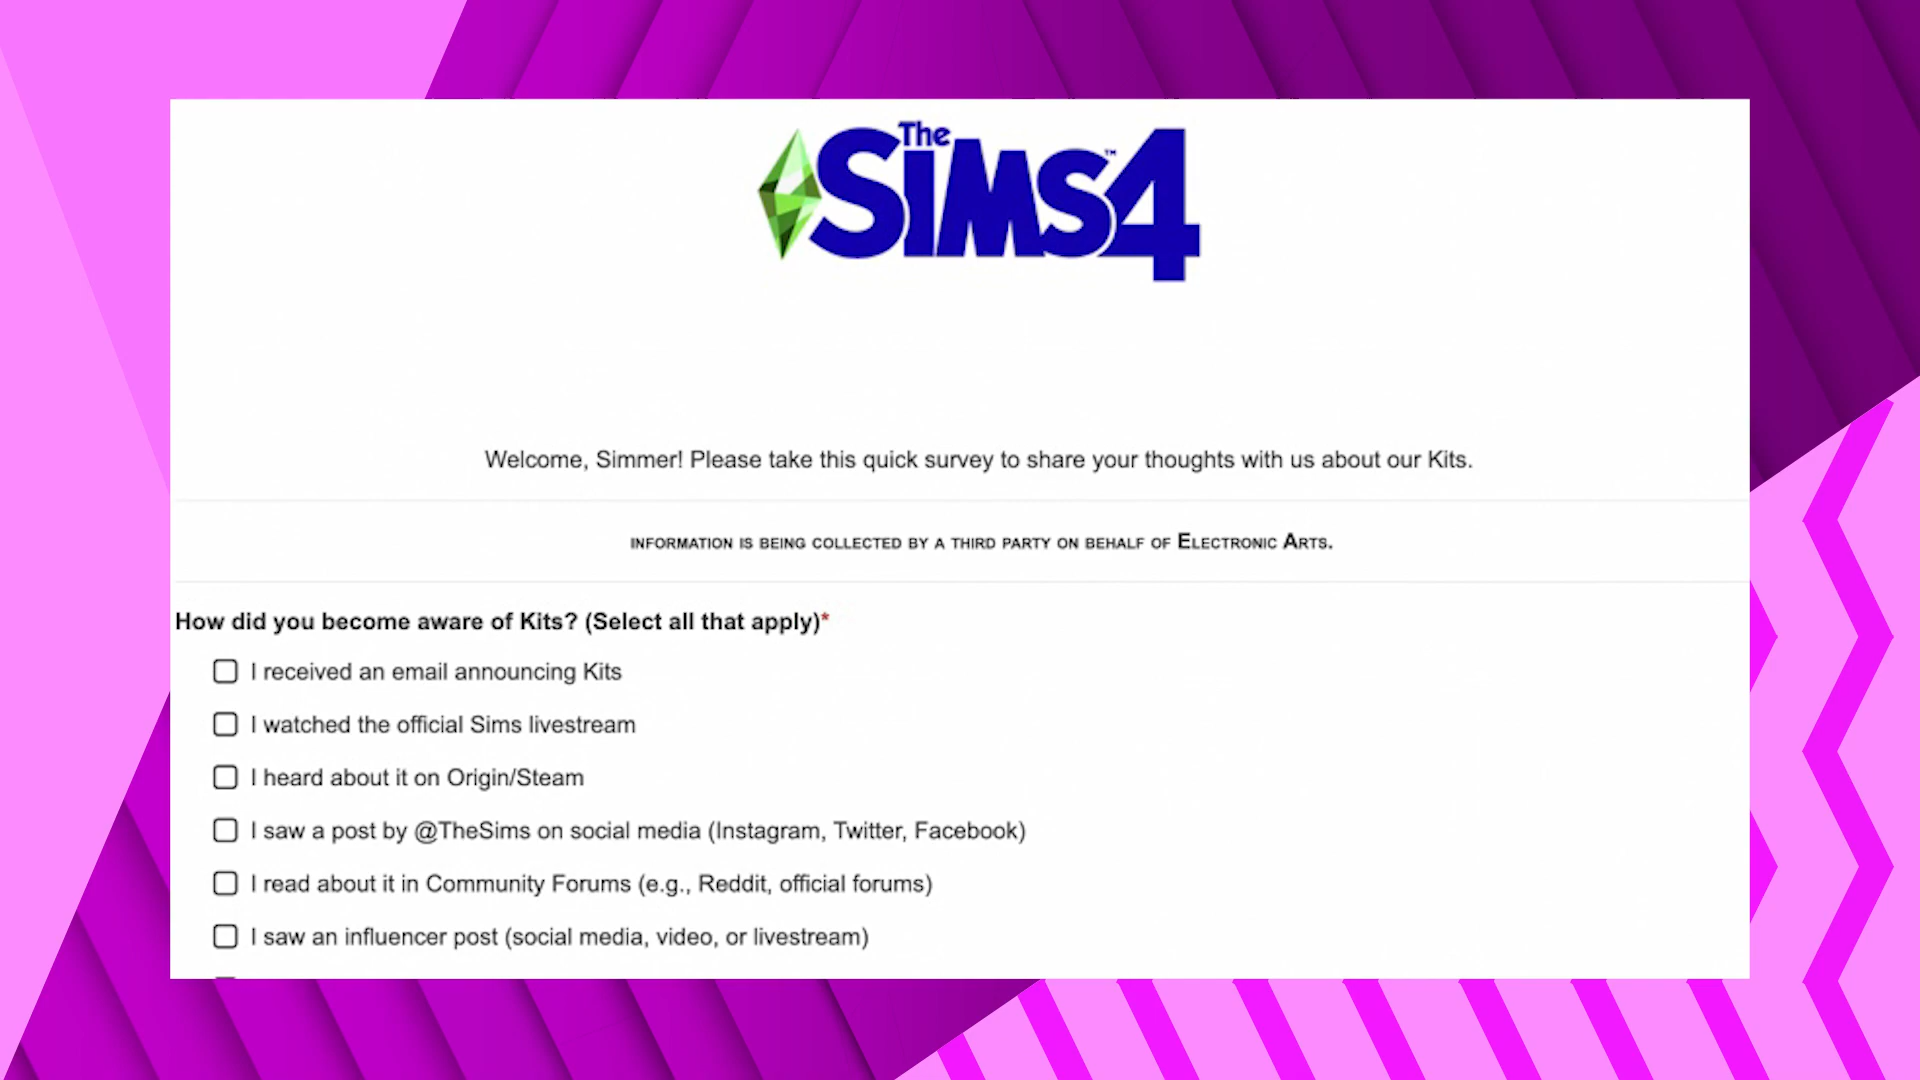 The SiMS 4™
Welcome, Simmer! Please take this quick survey to share your thoughts with us about our Kits.
INFORMATION IS BEING COLLECTED BY A THIRD PARTY ON BEHALF OF ELECTRONIC ARTS.
How did you become aware of Kits? (Select all that apply)*
I received an email announcing Kits
I watched the official Sims livestream
I heard about it on Origin/Steam
I saw a post by @TheSims on social media (Instagram, Twitter, Facebook)
I read about it in Community Forums (e.g., Reddit, official forums)
I saw an influencer post (social media, video, or livestream)